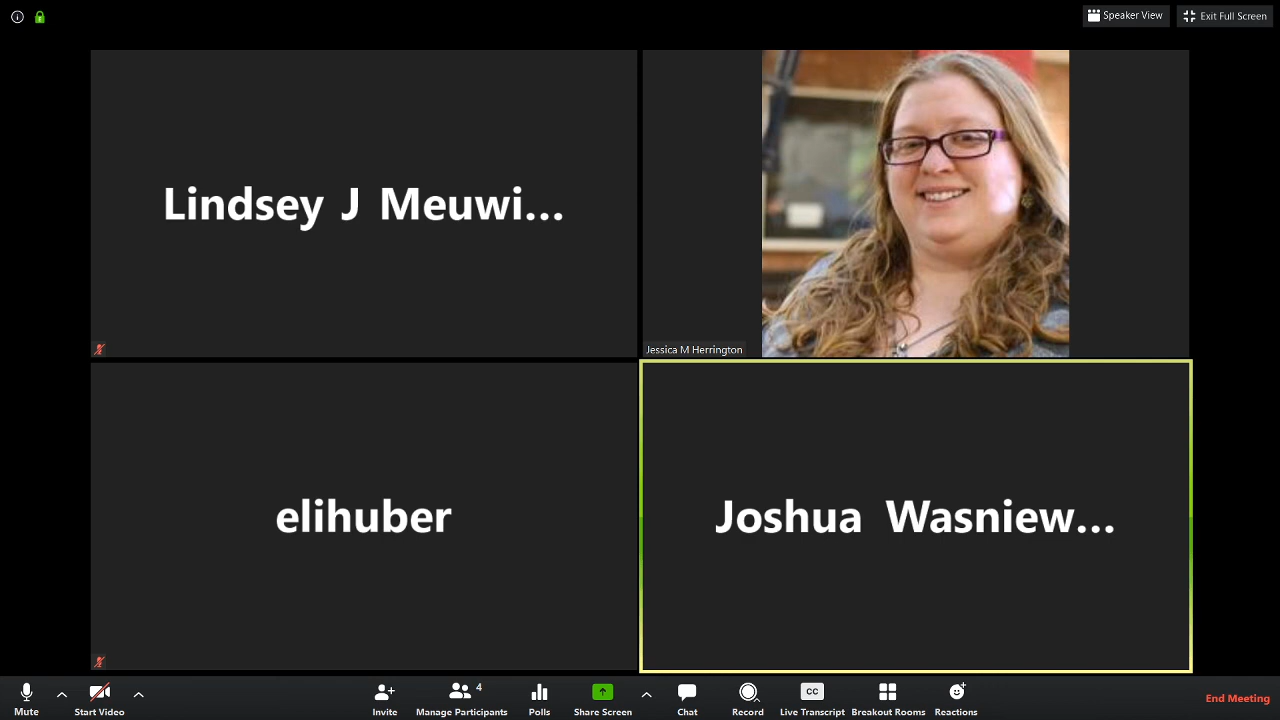 Speaker View
Exit Full Screen
Lindsey J Meuwi...
Jessica M Herrington
elihuber
Joshua Wasniew...
Mute
Start Video
Invite
4
Manage Participants
Polls
Share Screen
Chat
Record
CC
Live Transcript
Breakout Rooms
Reactions
End Meeting